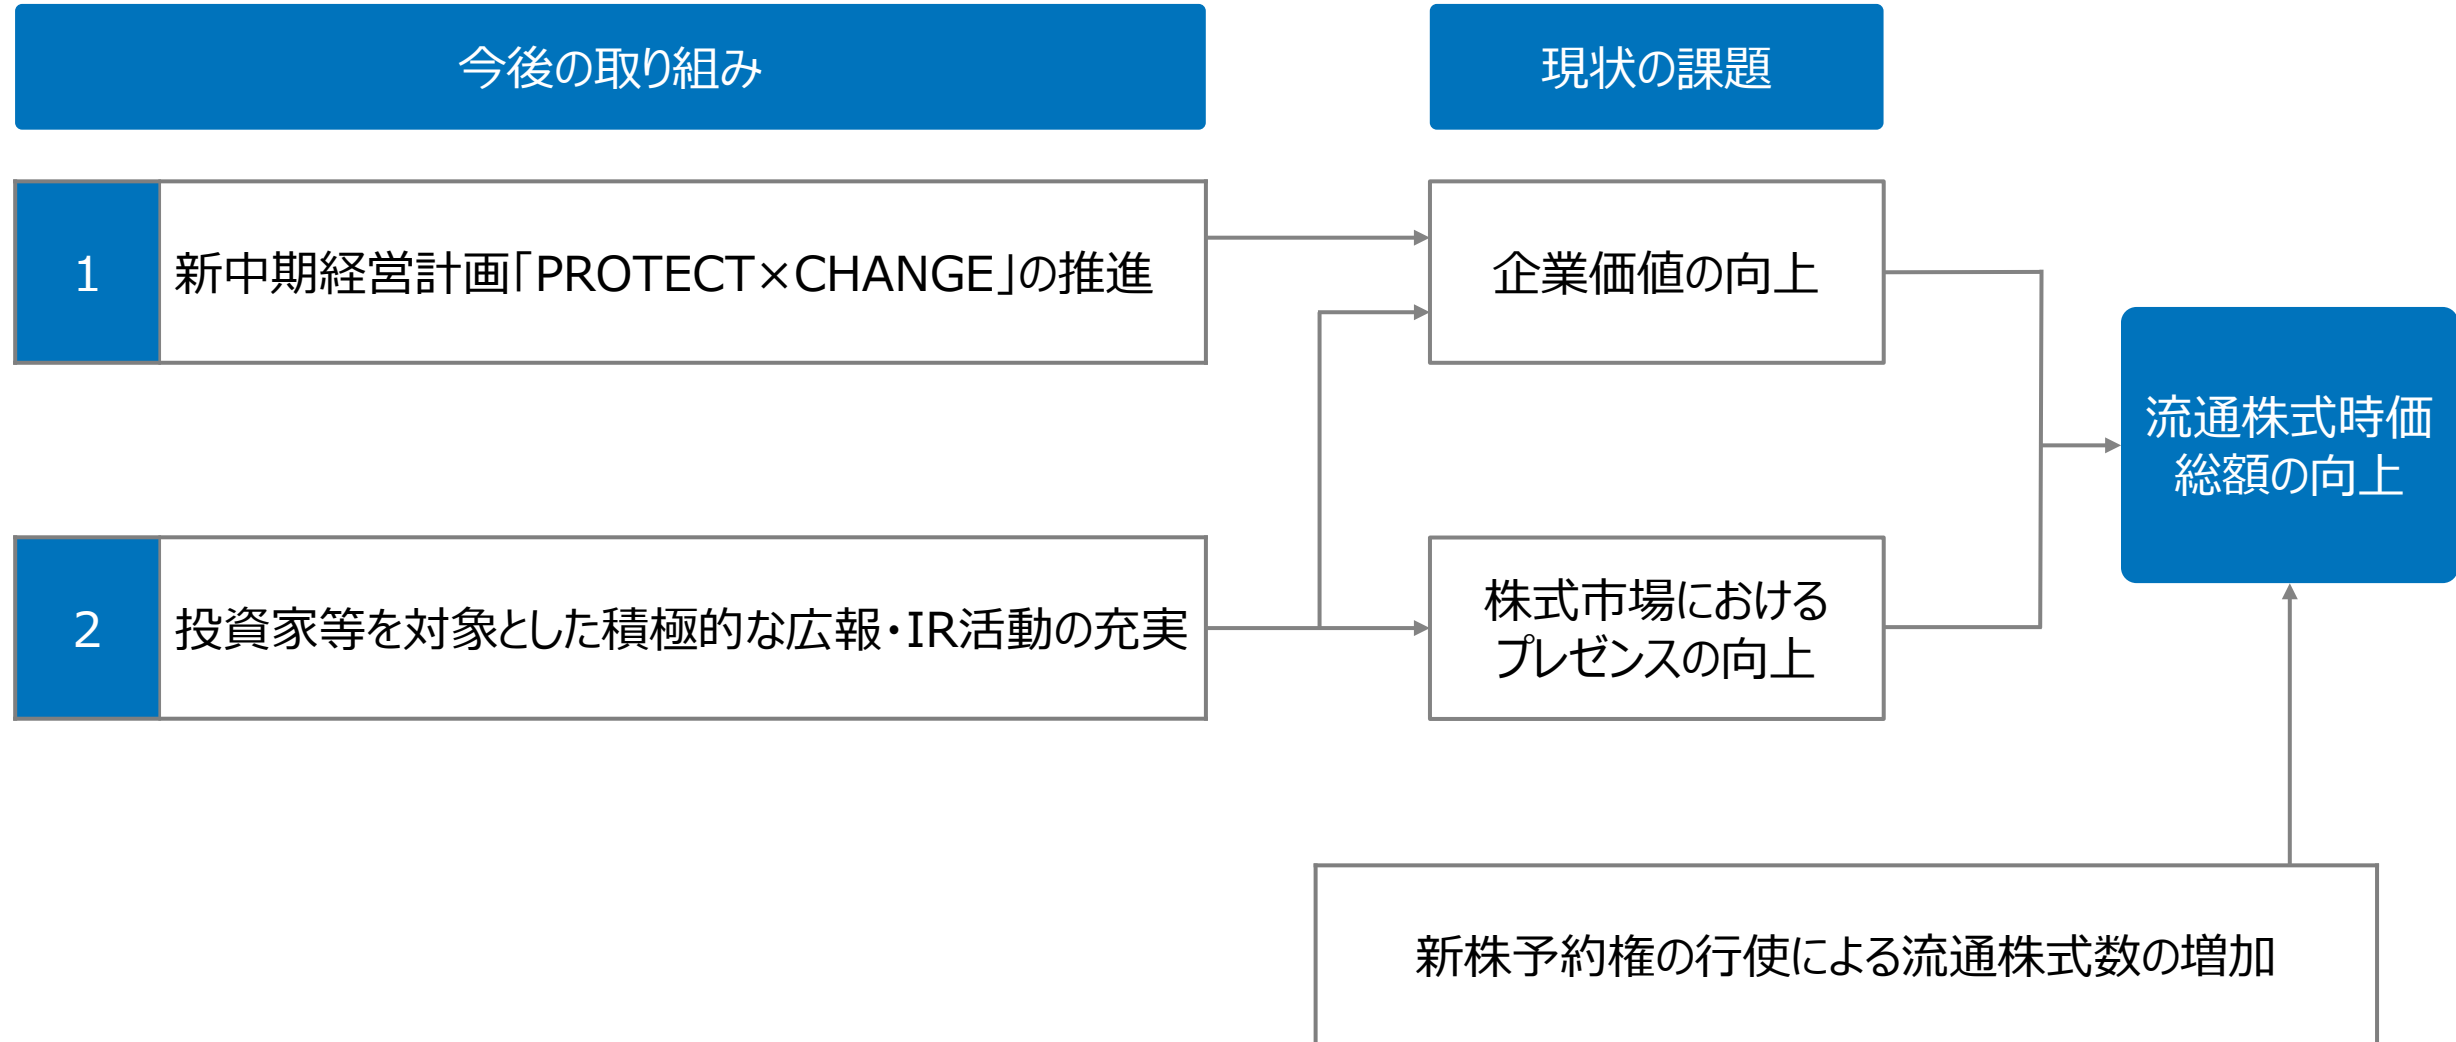 今後の取り組み
現状の課題
1
新中期経営計画「PROTECT×CHANGE」の推進
企業価値の向上
流通株式時価
総額の向上
2
投資家等を対象とした積極的な広報・IR活動の充実
株式市場における
プレゼンスの向上
新株予約権の行使による流通株式数の増加